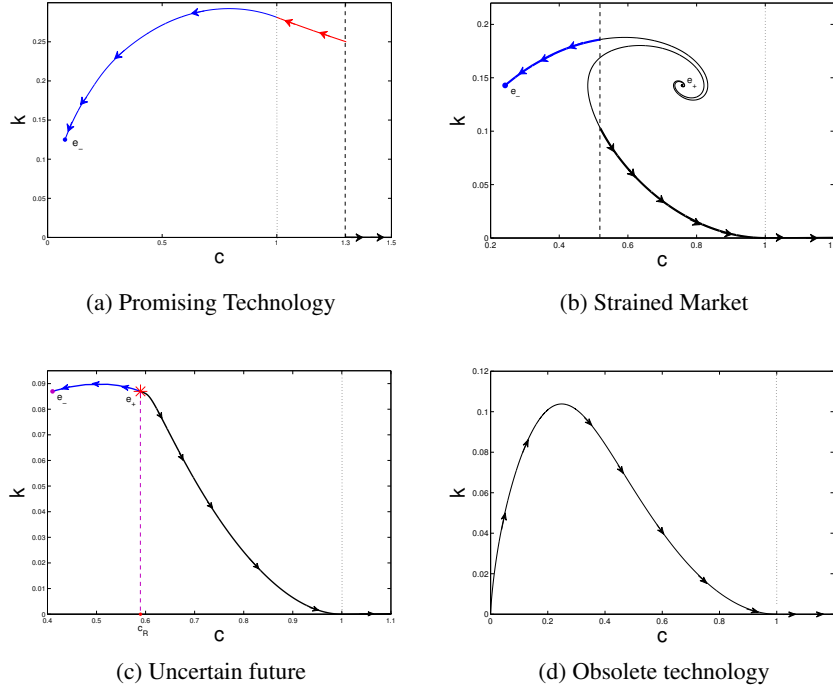 k
0.25
0.2
0.15
0.1
0.05
0
e_
0 0.5 1 1.3 1.5
c
(a) Promising Technology
k
0.2
0.15
0.1
0.05
0
e_
e+
0.2 0.4 0.6 0.8 1
c
(b) Strained Market
k
0.09
0.08
0.07
0.06
0.05
0.04
0.03
0.02
0.01
0
e_
e+
0.4 0.5 0.6 0.7 0.8 0.9 1 1.1
cR
c
(c) Uncertain future
k
0.12
0.1
0.08
0.06
0.04
0.02
0
0 0.2 0.4 0.6 0.8 1
c
(d) Obsolete technology